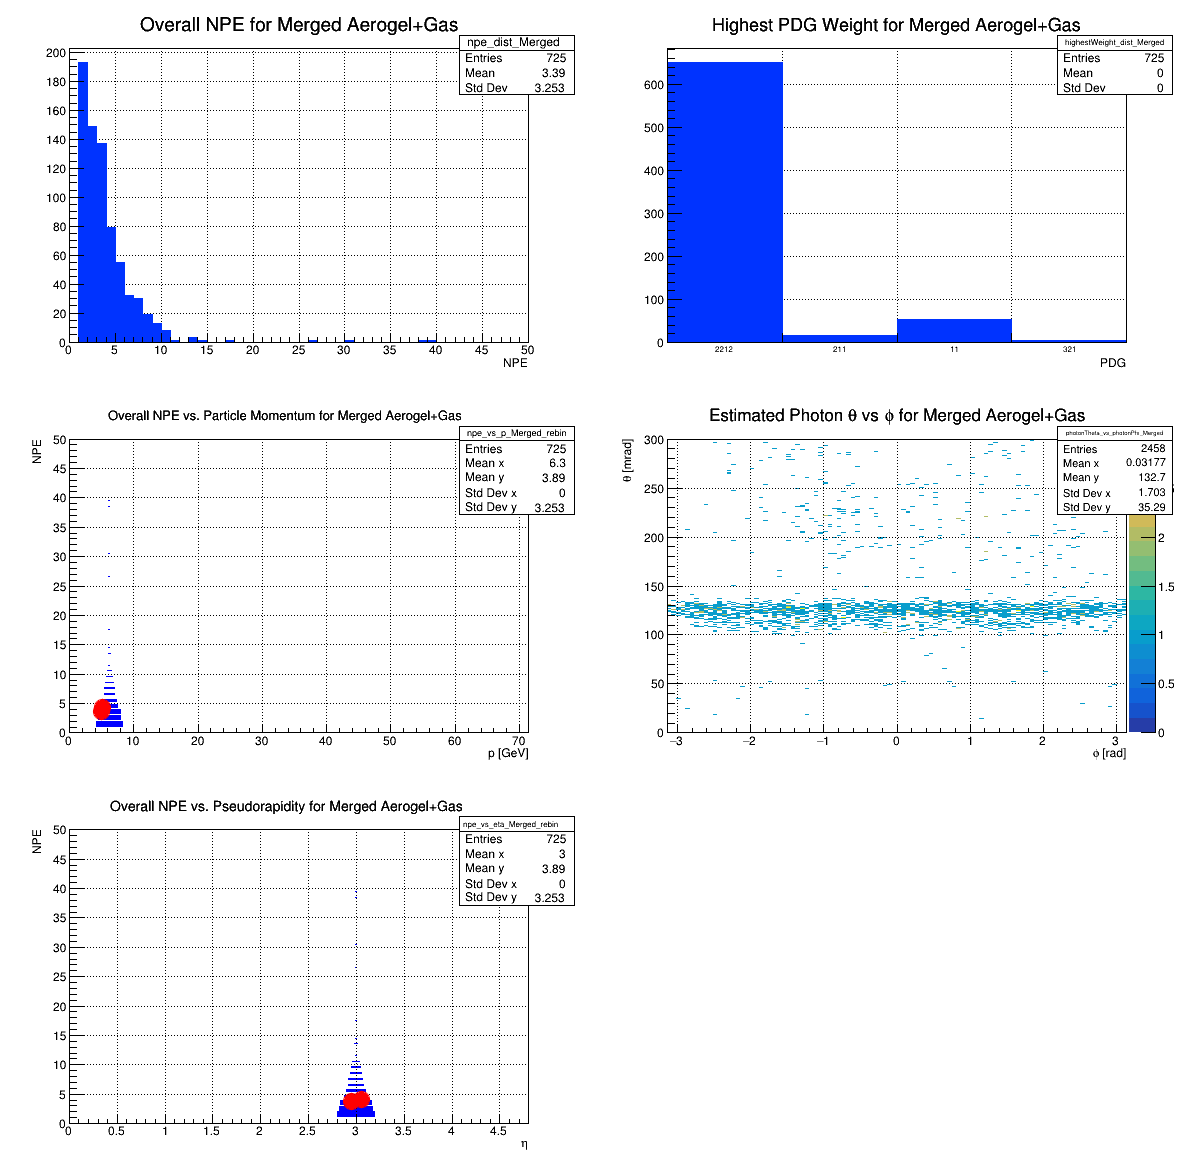 Overall NPE for Merged Aerogel+Gas
npe_dist_Merged
Entries 725
Mean 3.39
Std Dev 3.253
200
180
160
140
120
100
80
60
40
20
0
0 5 10 15 20 25 30 35 40 45 50
NPE
Highest PDG Weight for Merged Aerogel+Gas
highestWeight_dist_Merged
Entries 725
Mean 0
Std Dev 0
600
500
400
300
200
100
0
2212 211 11 321
PDG
Overall NPE vs. Particle Momentum for Merged Aerogel+Gas
npe_vs_p_Merged_rebin
Entries 725
Mean x 6.3
Mean y 3.89
Std Dev x 0
Std Dev y 3.253
NPE
50
45
40
35
30
25
20
15
10
5
0
0 10 20 30 40 50 60 70
p [GeV]
Estimated Photon θ vs ϕ for Merged Aerogel+Gas
photonTheta_vs_photonPhi_Merged
Entries 2458
Mean x 0.03177
Mean y 132.7
Std Dev x 1.703
Std Dev y 35.29
θ [mrad]
300
250
200
150
100
50
0
−3 −2 −1 0 1 2 3
ϕ [rad]
2
1.5
1
0.5
0
Overall NPE vs. Pseudorapidity for Merged Aerogel+Gas
npe_vs_eta_Merged_rebin
Entries 725
Mean x 3
Mean y 3.89
Std Dev x 0
Std Dev y 3.253
NPE
50
45
40
35
30
25
20
15
10
5
0
0 0.5 1 1.5 2 2.5 3 3.5 4 4.5
η